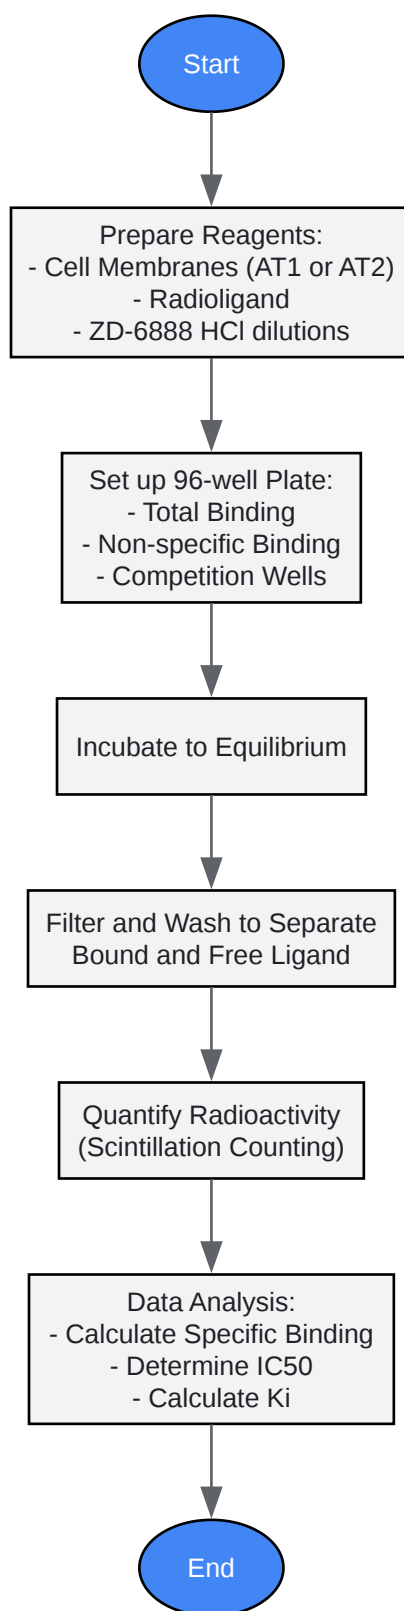 Start
Prepare Reagents:
- Cell Membranes (AT1 or AT2)
- Radioligand
- ZD-6888 HCl dilutions
Set up 96-well Plate:
- Total Binding
- Non-specific Binding
- Competition Wells
Incubate to Equilibrium
Filter and Wash to Separate
Bound and Free Ligand
Quantify Radioactivity
(Scintillation Counting)
Data Analysis:
- Calculate Specific Binding
- Determine IC50
- Calculate Ki
End